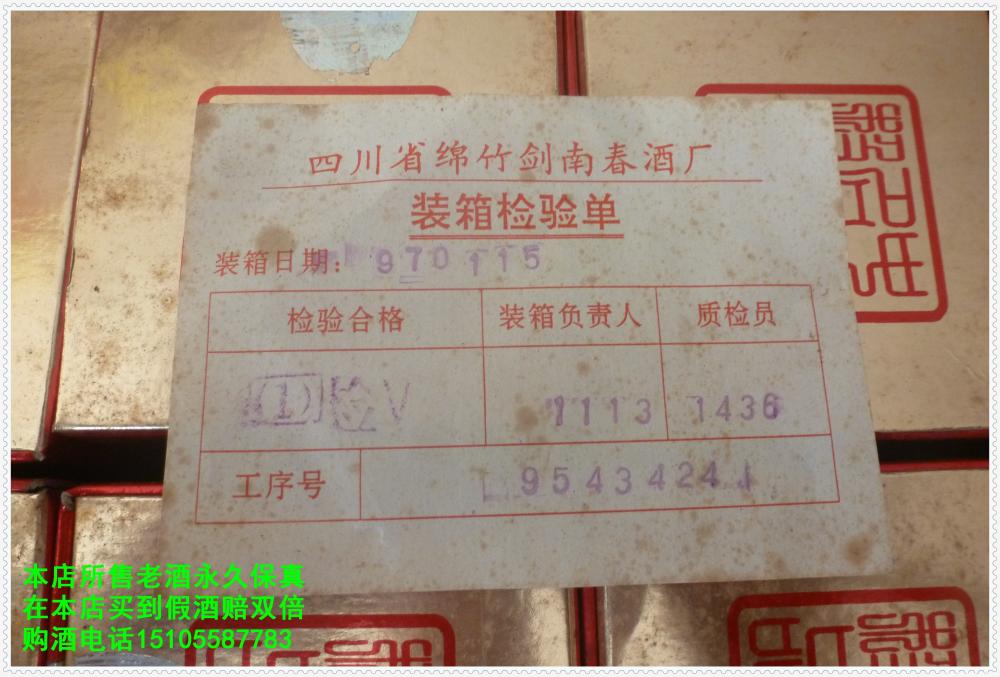 四川省绵竹剑南春酒厂
装箱检验单
装箱日期: 970115
检验合格 装箱负责人 质检员
(1) 检 V 1113 1436
工序号 9543424
本店所售老酒永久保真
在本店买到假酒赔双倍
购酒电话15105587783